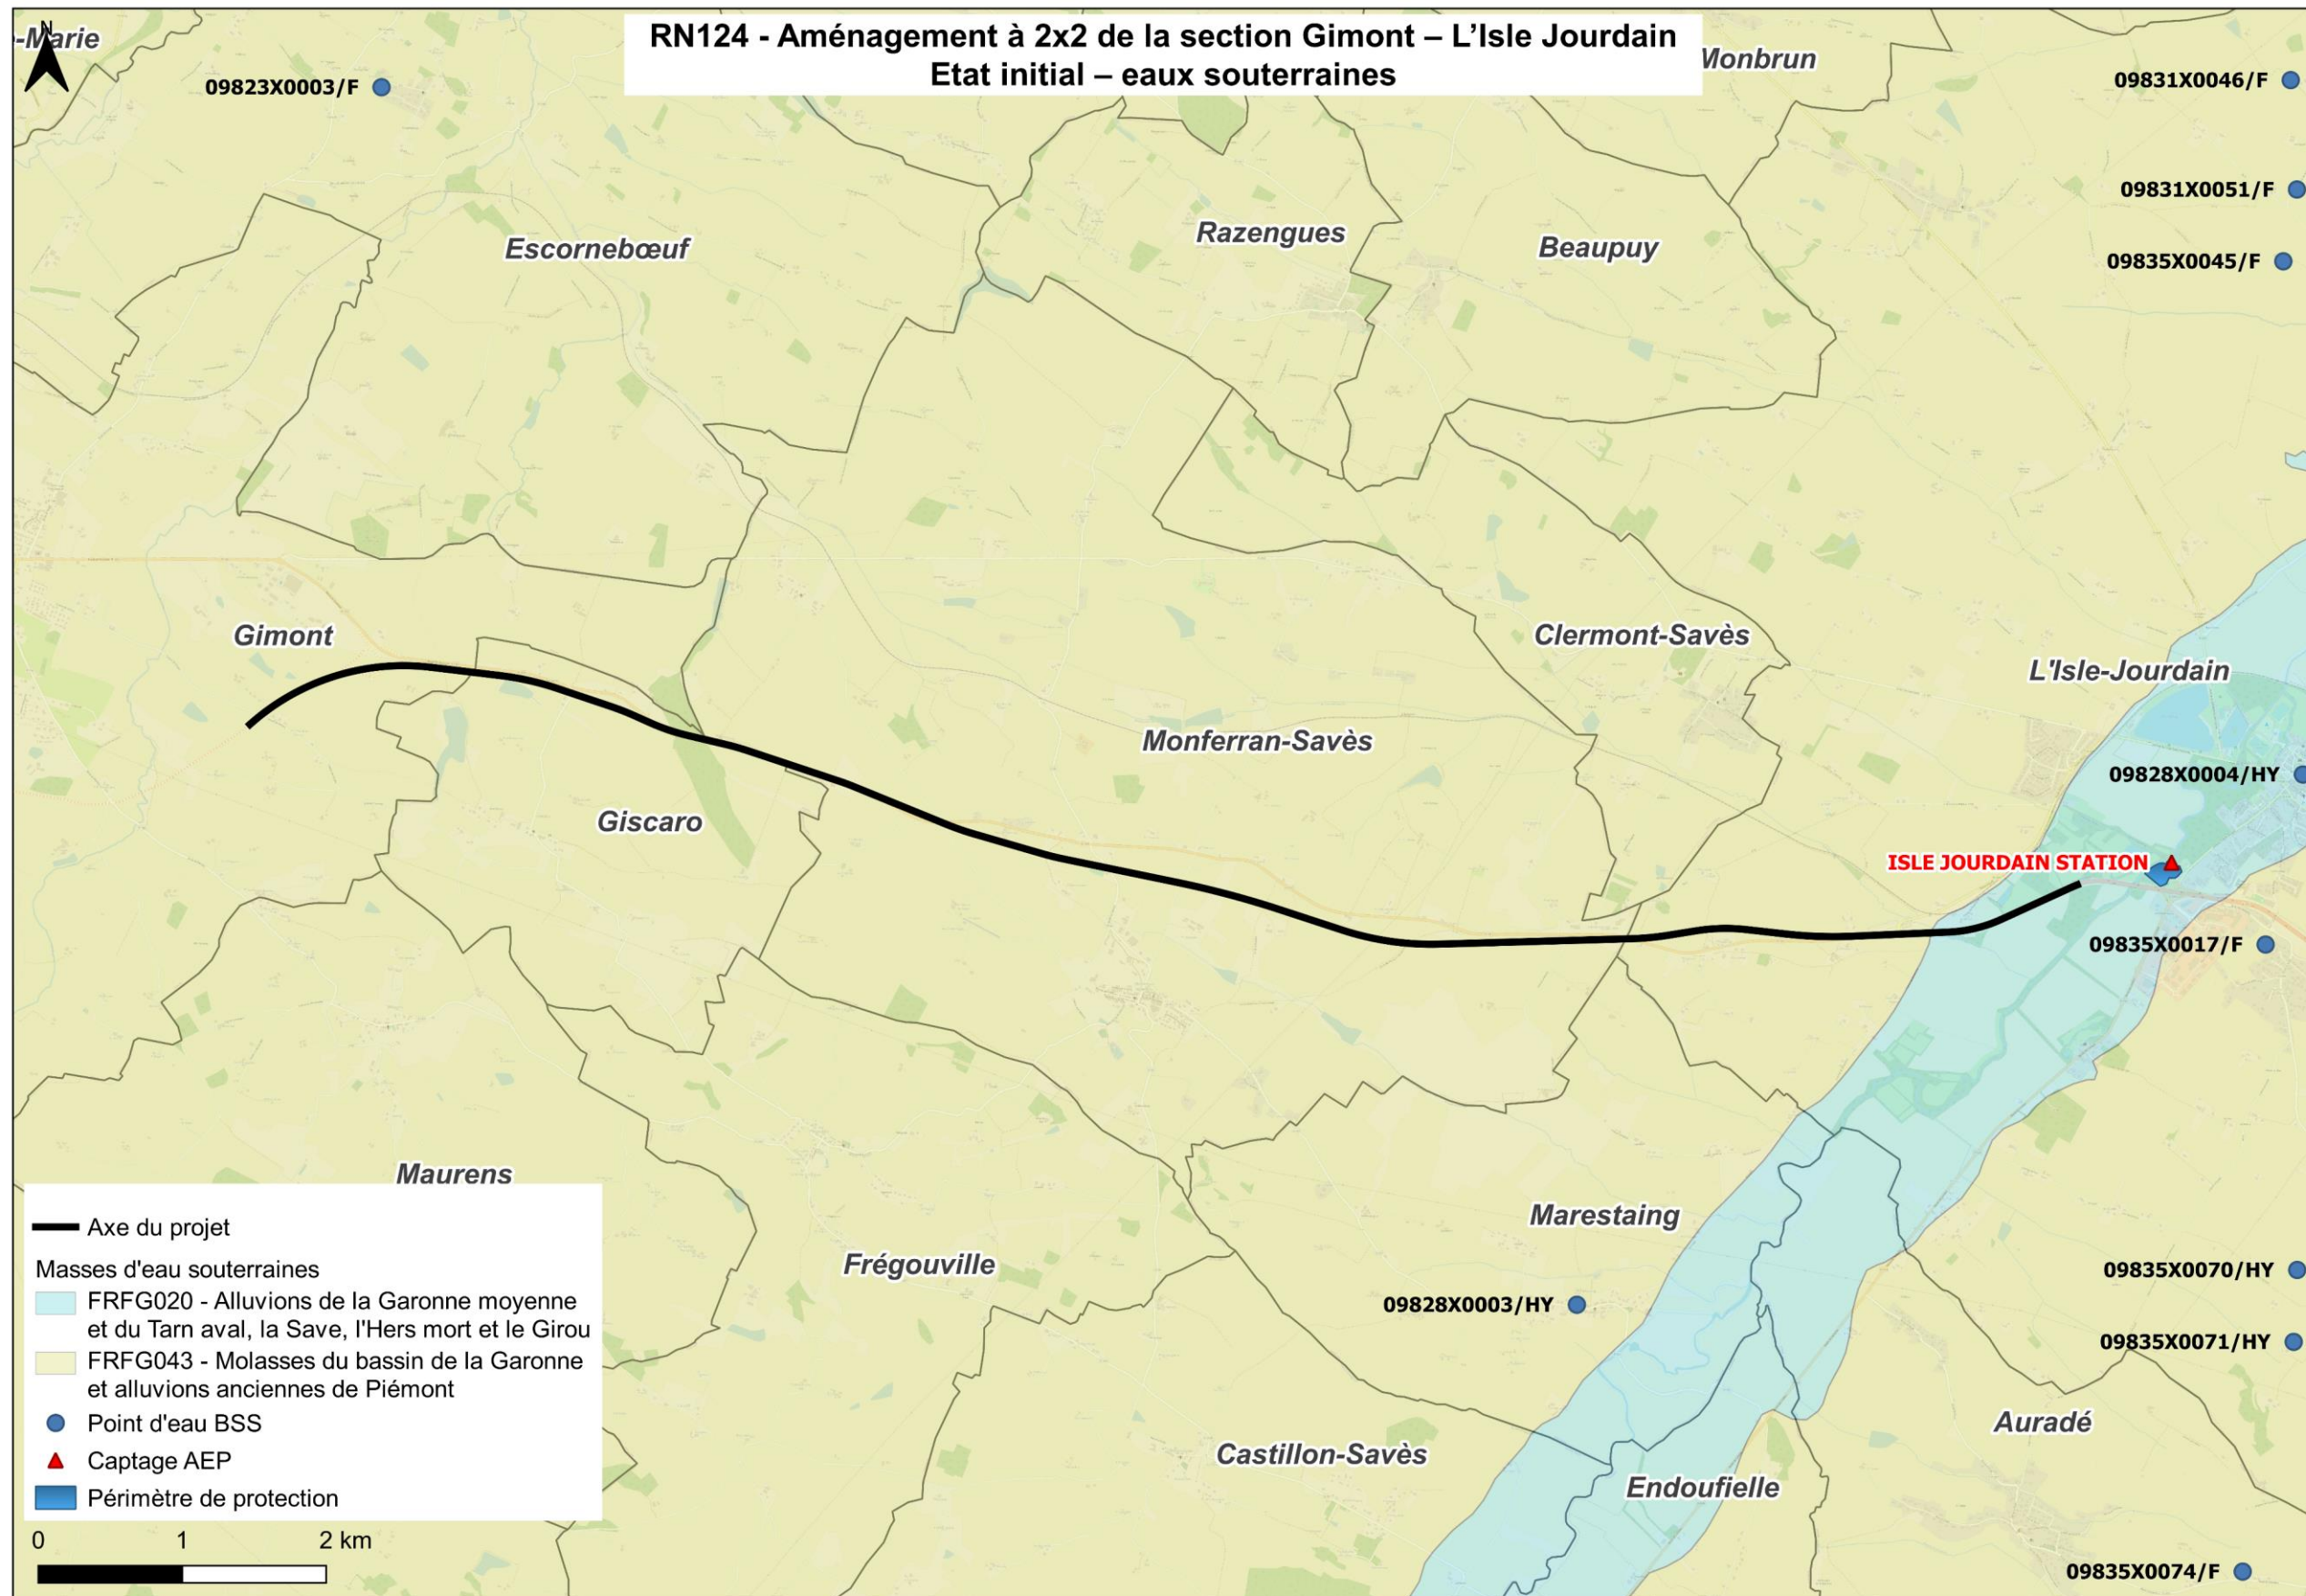 RN124 - Aménagement à 2x2 de la section Gimont – L’Isle Jourdain
Etat initial – eaux souterraines
N
-Marie
Monbrun
09823X0003/F
09831X0046/F
09831X0051/F
Escornebœuf
Razengues
Beaupuy
09835X0045/F
Gimont
Clermont-Savès
L'Isle-Jourdain
Monferran-Savès
09828X0004/HY
Giscaro
ISLE JOURDAIN STATION
09835X0017/F
Maurens
Marestaing
Frégouville
09835X0070/HY
09828X0003/HY
09835X0071/HY
Auradé
Castillon-Savès
Endoufielle
09835X0074/F
Axe du projet
Masses d'eau souterraines
FRFG020 - Alluvions de la Garonne moyenne
et du Tarn aval, la Save, l'Hers mort et le Girou
FRFG043 - Molasses du bassin de la Garonne
et alluvions anciennes de Piémont
Point d'eau BSS
Captage AEP
Périmètre de protection
0 1 2 km